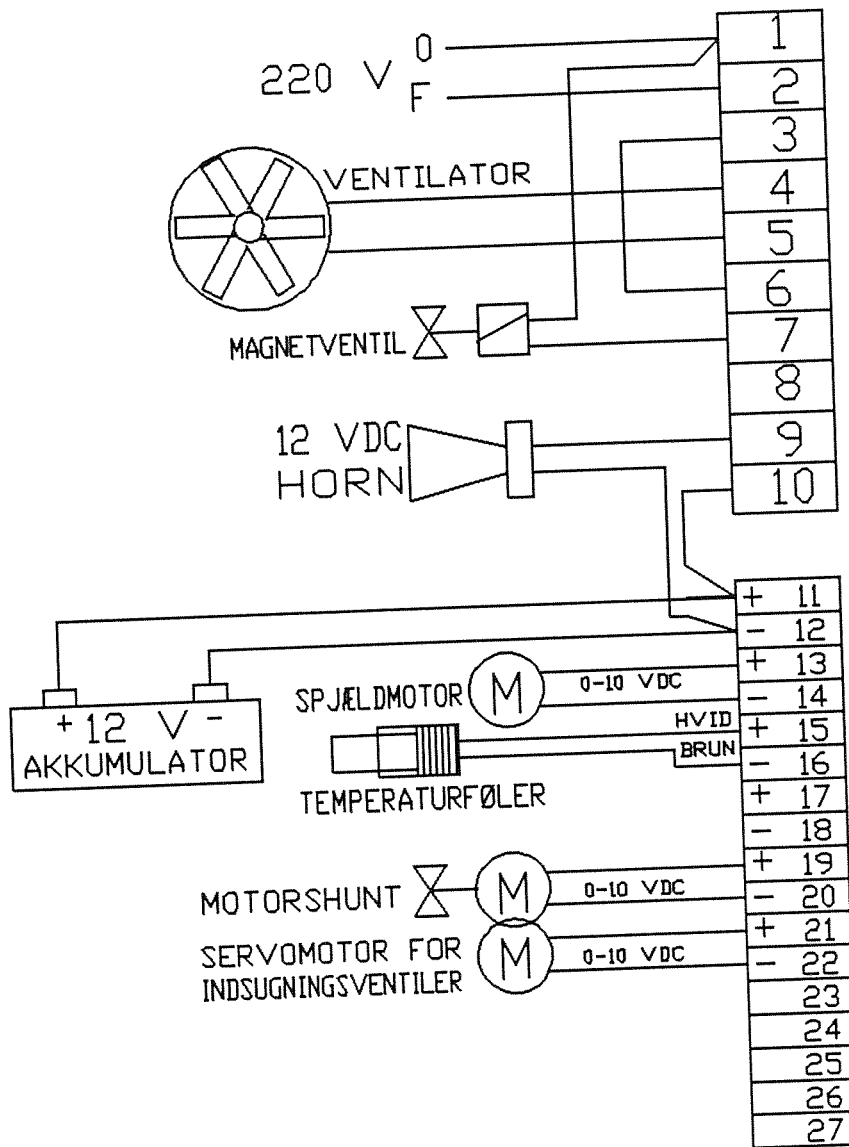 220 V O
F
1
2
3
VENTILATOR
4
5
6
MAGNETVENTIL
7
8
12 VDC
HORN
9
10
+ 11
- 12
+ 12 V -
AKKUMULATOR
SPJÆLDMOTOR
M
0-10 VDC
+ 13
- 14
HVID
+ 15
BRUN
- 16
TEMPERATURFØLER
+ 17
- 18
MOTORSHUNT
M
0-10 VDC
+ 19
- 20
SERVOMOTOR FOR
INDSUGNINGSVENTILER
M
0-10 VDC
+ 21
- 22
23
24
25
26
27